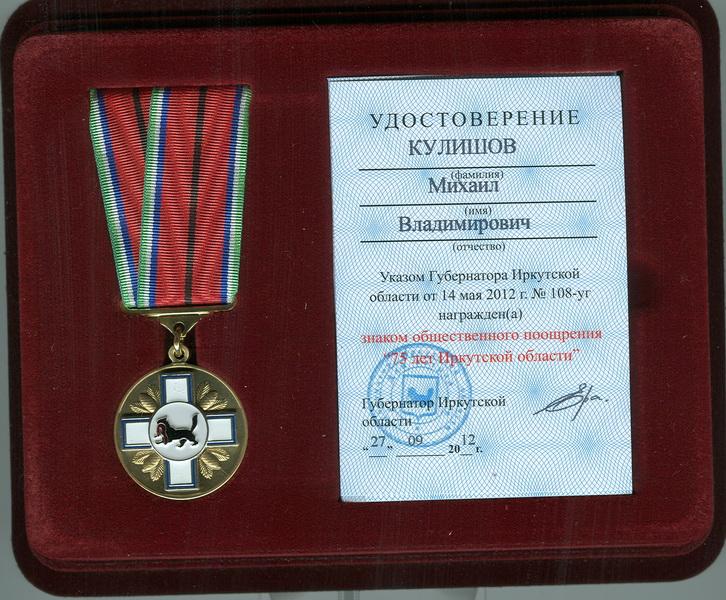 УДОСТОВЕРЕНИЕ
КУЛИШОВ
(фамилия)
Михаил
(имя)
Владимирович
(отчество)
Указом Губернатора Иркутской
области от 14 мая 2012 г. № 108-уг
награжден(а)
знаком общественного поощрения
"75 лет Иркутской области"
Губернатор Иркутской
области
"27" 09 2012 г.